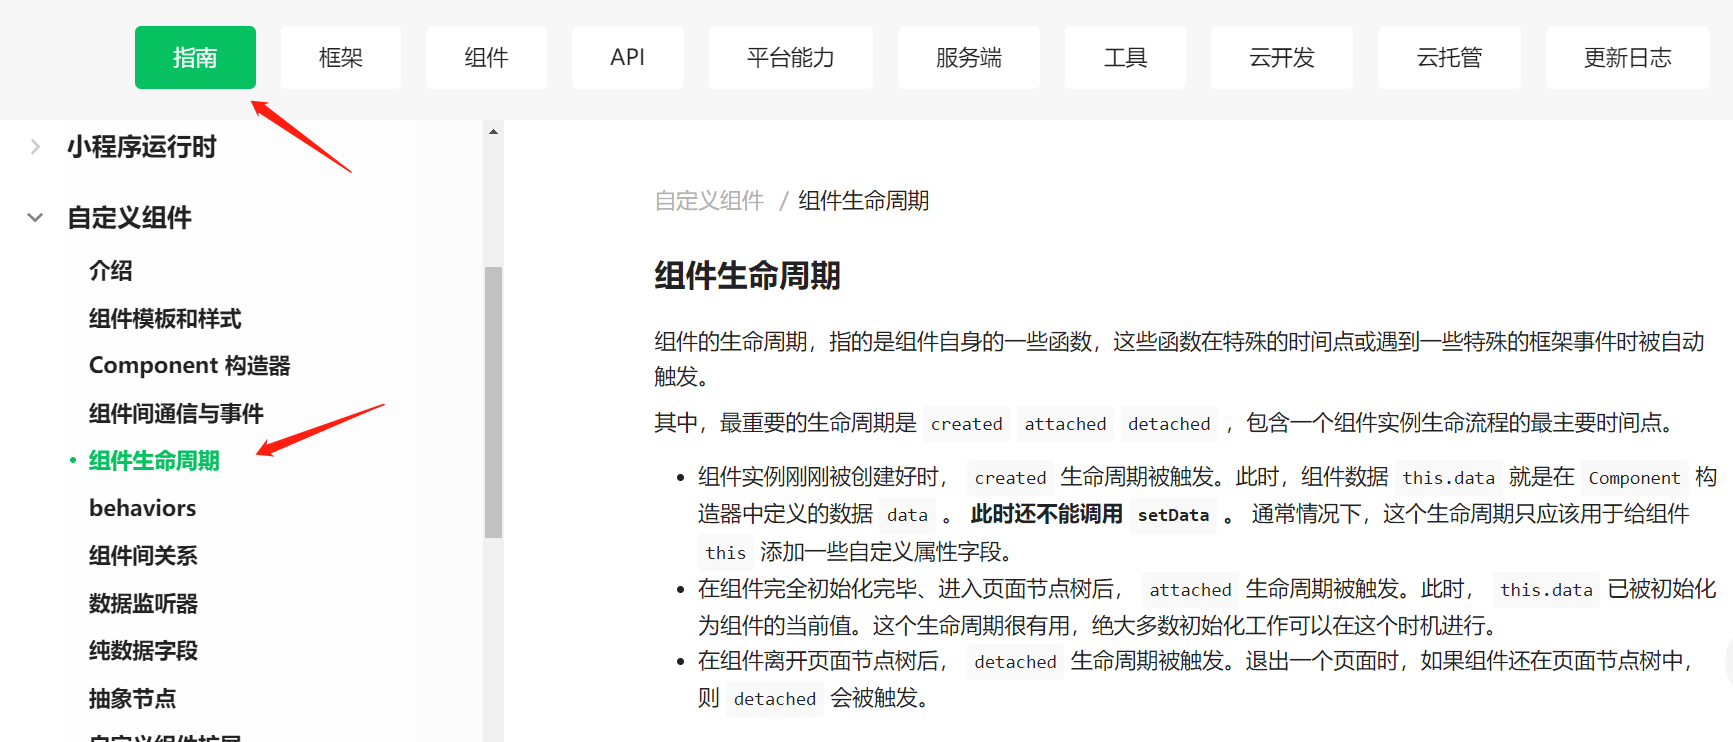 指南 框架 组件 API 平台能力 服务端 工具 云开发 云托管 更新日志
小程序运行时
自定义组件
介绍
组件模板和样式
Component 构造器
组件间通信与事件
组件生命周期
behaviors
组件间关系
数据监听器
纯数据字段
抽象节点
自定义组件扩展
自定义组件 / 组件生命周期
组件生命周期
组件的生命周期，指的是组件自身的一些函数，这些函数在特殊的时间点或遇到一些特殊的框架事件时被自动
触发。
其中，最重要的生命周期是 created attached detached ，包含一个组件实例生命流程的最主要时间点。
• 组件实例刚刚被创建好时， created 生命周期被触发。此时，组件数据 this.data 就是在 Component 构
造器中定义的数据 data 。 此时还不能调用 setData 。 通常情况下，这个生命周期只应该用于给组件
this 添加一些自定义属性字段。
• 在组件完全初始化完毕、进入页面节点树后， attached 生命周期被触发。此时， this.data 已被初始化
为组件的当前值。这个生命周期很有用，绝大多数初始化工作可以在这个时机进行。
• 在组件离开页面节点树后， detached 生命周期被触发。退出一个页面时，如果组件还在页面节点树中，
则 detached 会被触发。